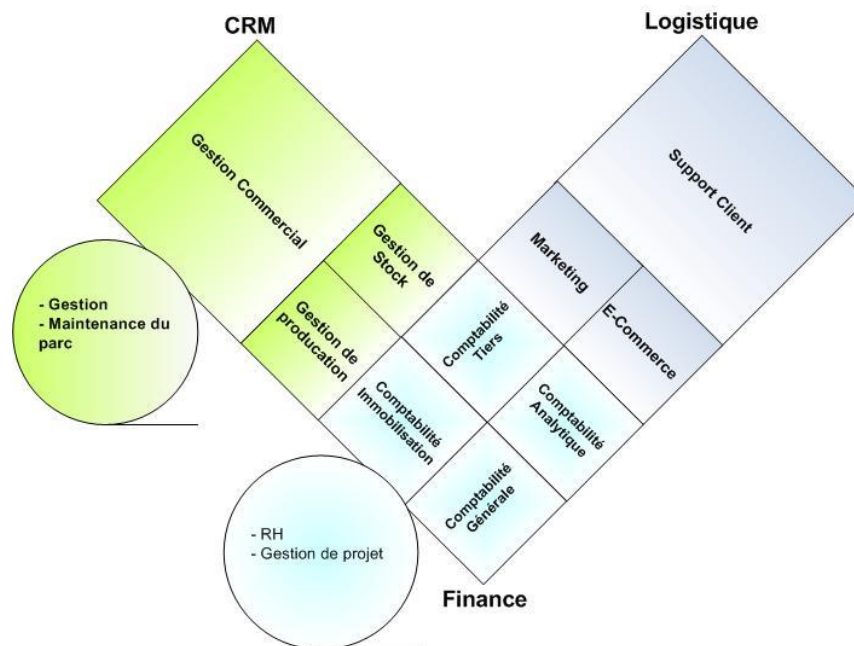 CRM
Logistique
Gestion Commercial
Gestion de
Stock
Gestion de
producation
Marketing
Support Client
E-Commerce
Comptabilité
Tiers
Comptabilité
Immobilisation
Comptabilité
Analytique
Comptabilité
Générale
- Gestion
- Maintenance du
parc
- RH
- Gestion de projet
Finance